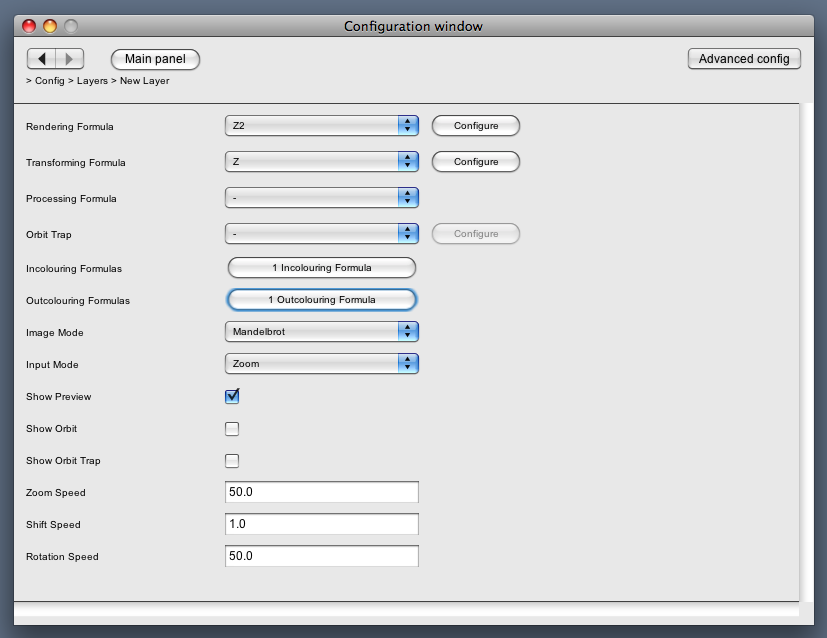 Configuration window
Main panel
Advanced config
> Config > Layers > New Layer
Rendering Formula Z2 Configure
Transforming Formula Z Configure
Processing Formula -
Orbit Trap - Configure
Incolouring Formulas 1 Incolouring Formula
Outcolouring Formulas 1 Outcolouring Formula
Image Mode Mandelbrot
Input Mode Zoom
Show Preview
Show Orbit
Show Orbit Trap
Zoom Speed 50.0
Shift Speed 1.0
Rotation Speed 50.0